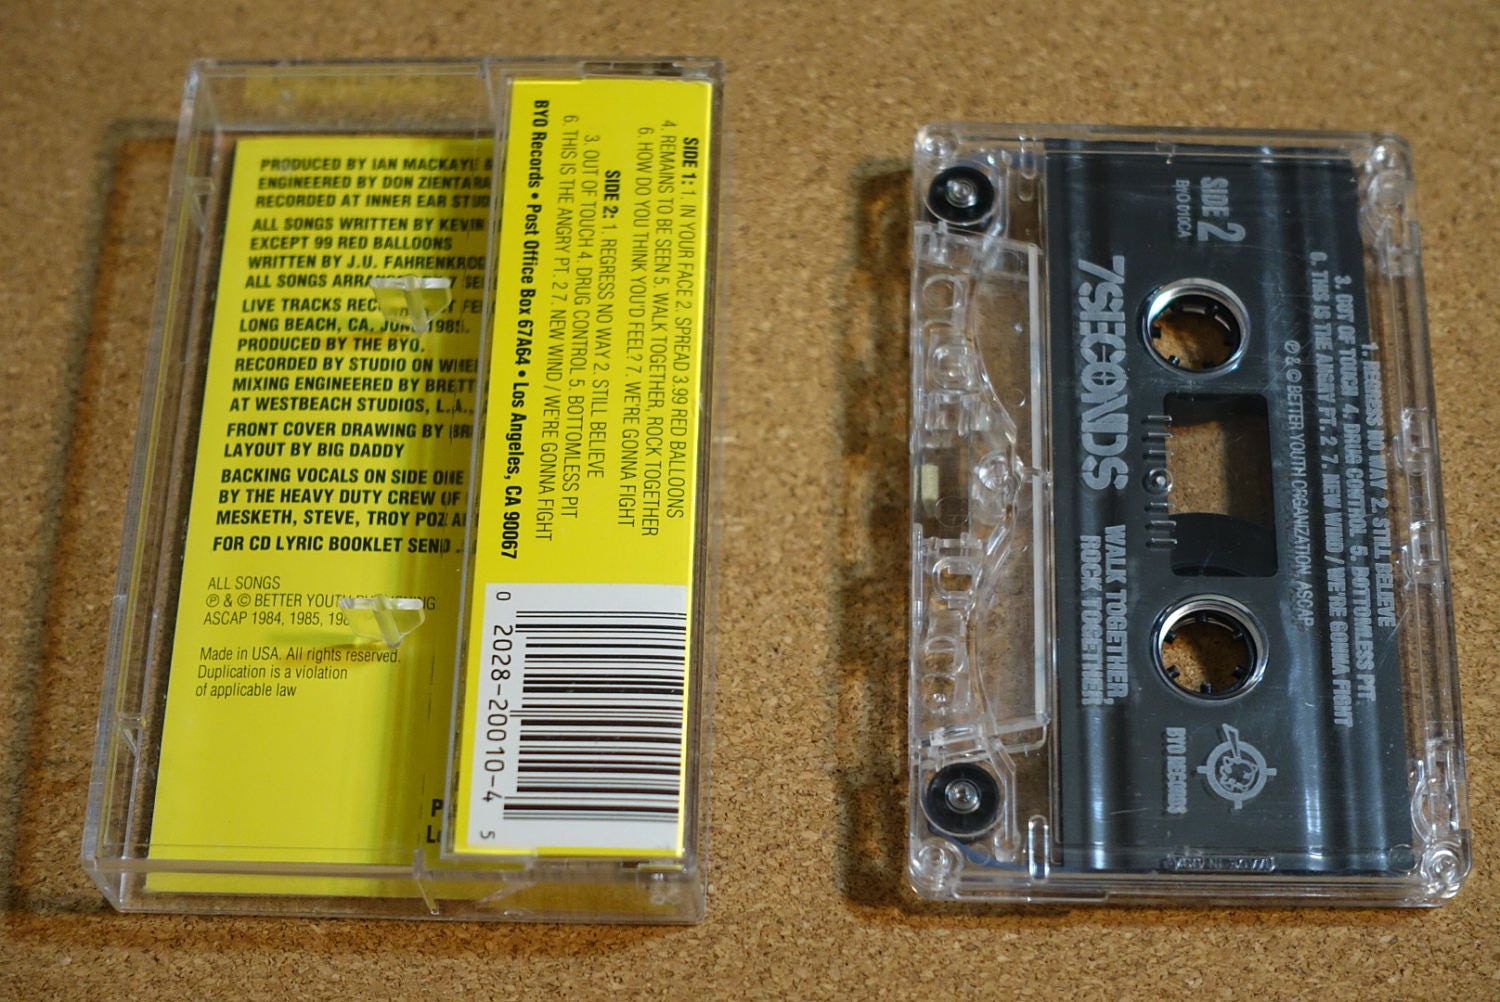 PRODUCED BY IAN MACKAYE &
ENGINEERED BY DON ZIENTARA
RECORDED AT INNER EAR
ALL SONGS WRITTEN BY KEVIN
EXCEPT 99 RED BALLOONS
WRITTEN BY J.U. FAHRENKROG
ALL SONGS
LIVE TRACKS
LONG BEACH, CA.
PRODUCED BY THE BYO.
RECORDED BY STUDIO ON
MIXING ENGINEERED BY BRETT
AT WESTBEACH STUDIOS, L.A.,
FRONT COVER DRAWING BY
LAYOUT BY BIG DADDY
BACKING VOCALS ON SIDE ONE
BY THE HEAVY DUTY CREW OF
MESKETH, STEVE, TROY
FOR CD LYRIC BOOKLET SEND
ALL SONGS
℗ & © BETTER YOUTH
ASCAP 1984, 1985,
Made in USA. All rights reserved.
Duplication is a violation
of applicable law
SIDE 1: 1. IN YOUR FACE 2. SPREAD 3.99 RED BALLOONS
4. REMAINS TO BE SEEN 5. WALK TOGETHER, ROCK TOGETHER
6. HOW DO YOU THINK YOU'D FEEL? 7. WE'RE GONNA FIGHT
SIDE 2: 1. REGRESS NO WAY 2. STILL BELIEVE
3. OUT OF TOUCH 4. DRUG CONTROL 5. BOTTOMLESS PIT
6. THIS IS THE ANGRY PT. 2 7. NEW WIND / WE'RE GONNA FIGHT
BYO Records • Post Office Box 67A64 • Los Angeles, CA 90067
0 2028-20010-4 5
SIDE 2
BYO 010CA
1. REGRESS NO WAY 2. STILL BELIEVE
3. OUT OF TOUCH 4. DRUG CONTROL 5. BOTTOMLESS PIT
6. THIS IS THE ANGRY PT. 2 7. NEW WIND / WE'RE GONNA FIGHT
℗ & © BETTER YOUTH ORGANIZATION/ASCAP
7SECONDS
WALK TOGETHER,
ROCK TOGETHER
BYO RECORDS